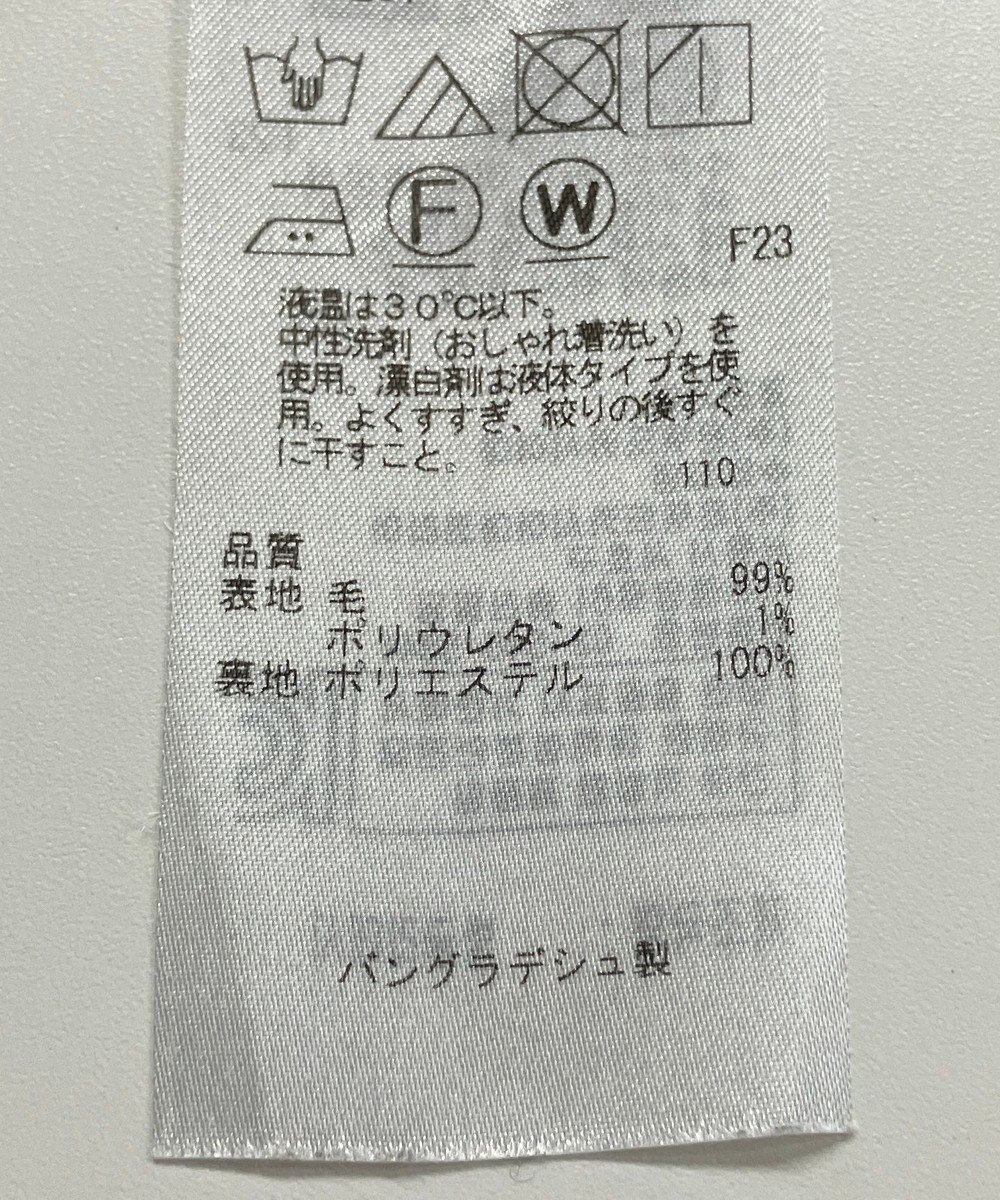 F
W
F23
液温は30℃以下。
中性洗剤（おしゃれ着洗い）を
使用。漂白剤は液体タイプを使
用。よくすすぎ、絞りの後すぐ
に干すこと。
110
品質
表地 毛 99%
ポリウレタン 1%
裏地 ポリエステル 100%
バングラデシュ製